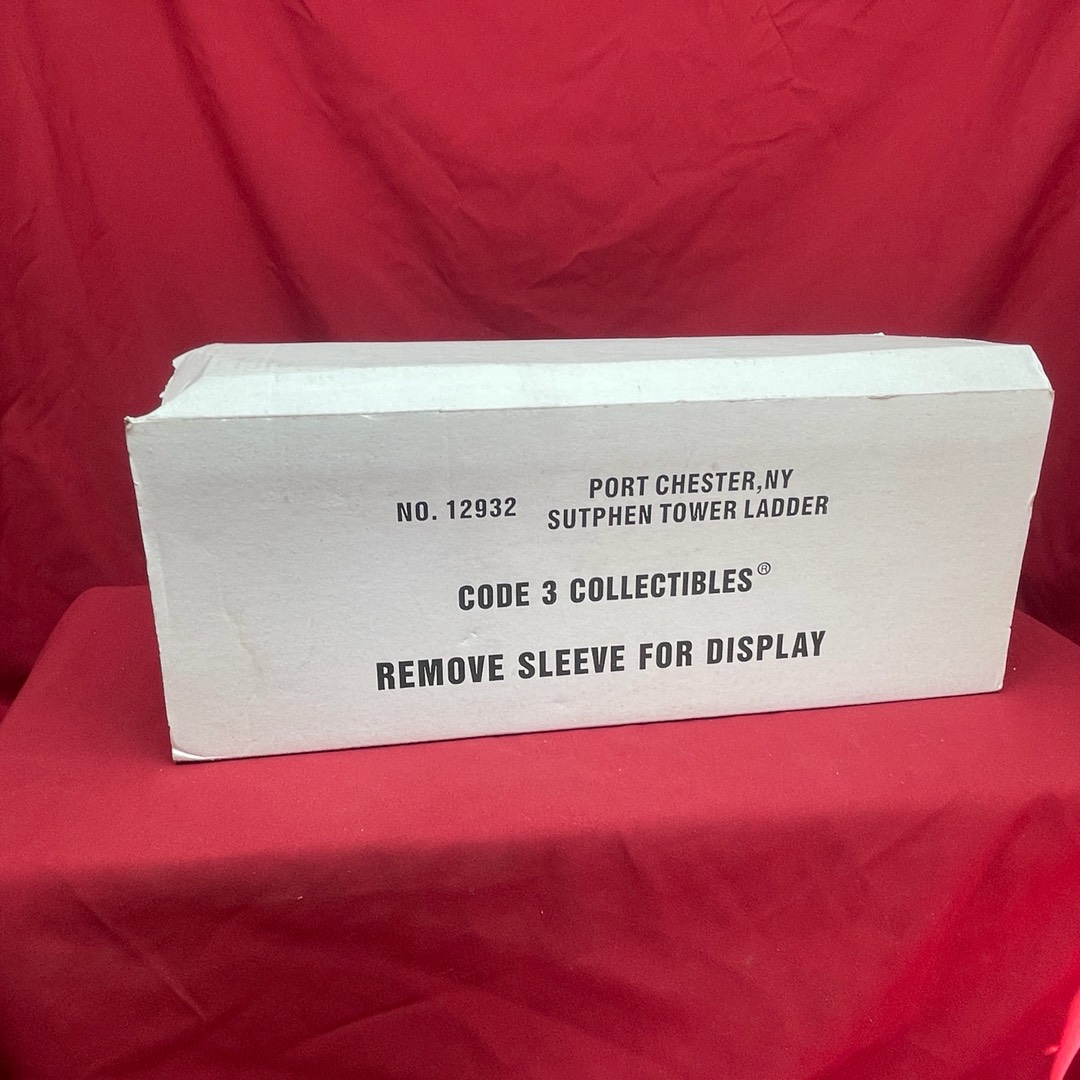 NO. 12932
PORT CHESTER,NY
SUTPHEN TOWER LADDER
CODE 3 COLLECTIBLES®
REMOVE SLEEVE FOR DISPLAY